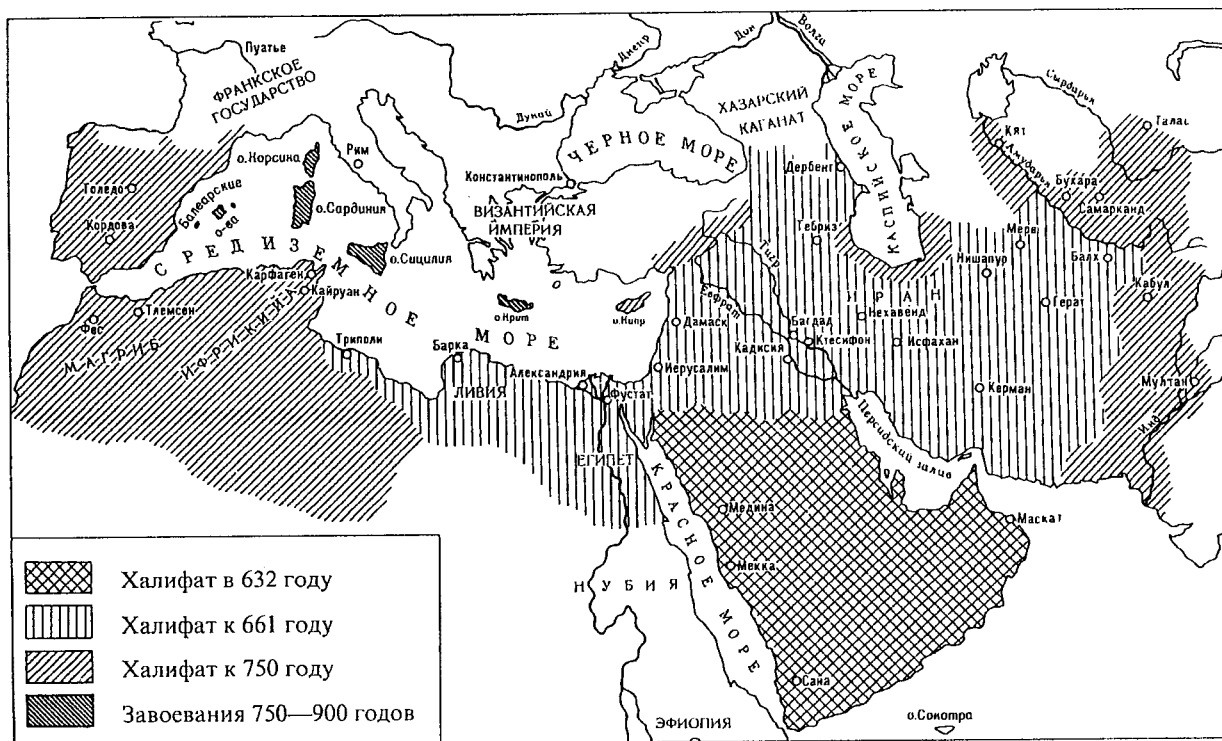 Пуатье
ФРАНКСКОЕ
ГОСУДАРСТВО
Днепр
Дон
Волга
ХАЗАРСКИЙ
КАГАНАТ
КАСПИЙСКОЕ МОРЕ
Сырдарья
Талас
Кят
Амударья
Дунай
ЧЕРНОЕ МОРЕ
Дербент
Бухара
Самарканд
о.Корсика
Рим
Толедо
Балеарские
о-ва
Константинополь
о.Сардиния
ВИЗАНТИЙСКАЯ
ИМПЕРИЯ
Кордова
Тебриз
Мерв
Нишапур
Балх
СРЕДИЗЕМНОЕ МОРЕ
о.Сицилия
Тигр
Карфаген
Кайруан
Евфрат
ИРАН
Кабул
Герат
Фес
Тлемсен
о.Крит
о.Кипр
Дамаск
Багдад
Нехавенд
МАГРИБ
ИФРИКИЙА
Кадисия
Ктесифон
Исфахан
Триполи
Барка
Иерусалим
Александрия
ЛИВИЯ
Фустат
Керман
Мултан
Инд
Персидский залив
ЕГИПЕТ
КРАСНОЕ МОРЕ
Медина
Маскат
Мекка
НУБИЯ
Сана
ЭФИОПИЯ
о.Сокотра
Халифат в 632 году
Халифат к 661 году
Халифат к 750 году
Завоевания 750—900 годов